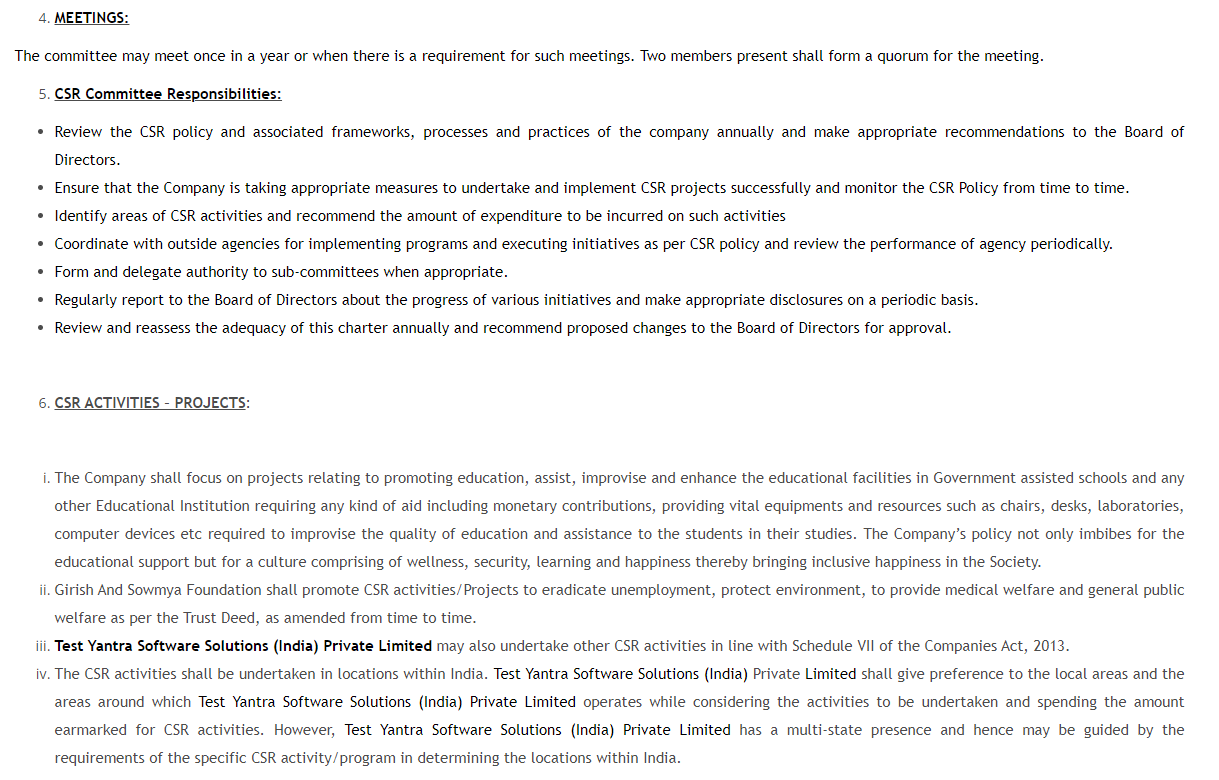 4. MEETINGS:
The committee may meet once in a year or when there is a requirement for such meetings. Two members present shall form a quorum for the meeting.
5. CSR Committee Responsibilities:
• Review the CSR policy and associated frameworks, processes and practices of the company annually and make appropriate recommendations to the Board of
Directors.
• Ensure that the Company is taking appropriate measures to undertake and implement CSR projects successfully and monitor the CSR Policy from time to time.
• Identify areas of CSR activities and recommend the amount of expenditure to be incurred on such activities
• Coordinate with outside agencies for implementing programs and executing initiatives as per CSR policy and review the performance of agency periodically.
• Form and delegate authority to sub-committees when appropriate.
• Regularly report to the Board of Directors about the progress of various initiatives and make appropriate disclosures on a periodic basis.
• Review and reassess the adequacy of this charter annually and recommend proposed changes to the Board of Directors for approval.
6. CSR ACTIVITIES - PROJECTS:
i. The Company shall focus on projects relating to promoting education, assist, improvise and enhance the educational facilities in Government assisted schools and any
other Educational Institution requiring any kind of aid including monetary contributions, providing vital equipments and resources such as chairs, desks, laboratories,
computer devices etc required to improvise the quality of education and assistance to the students in their studies. The Company’s policy not only imbibes for the
educational support but for a culture comprising of wellness, security, learning and happiness thereby bringing inclusive happiness in the Society.
ii. Girish And Sowmya Foundation shall promote CSR activities/Projects to eradicate unemployment, protect environment, to provide medical welfare and general public
welfare as per the Trust Deed, as amended from time to time.
iii. Test Yantra Software Solutions (India) Private Limited may also undertake other CSR activities in line with Schedule VII of the Companies Act, 2013.
iv. The CSR activities shall be undertaken in locations within India. Test Yantra Software Solutions (India) Private Limited shall give preference to the local areas and the
areas around which Test Yantra Software Solutions (India) Private Limited operates while considering the activities to be undertaken and spending the amount
earmarked for CSR activities. However, Test Yantra Software Solutions (India) Private Limited has a multi-state presence and hence may be guided by the
requirements of the specific CSR activity/program in determining the locations within India.